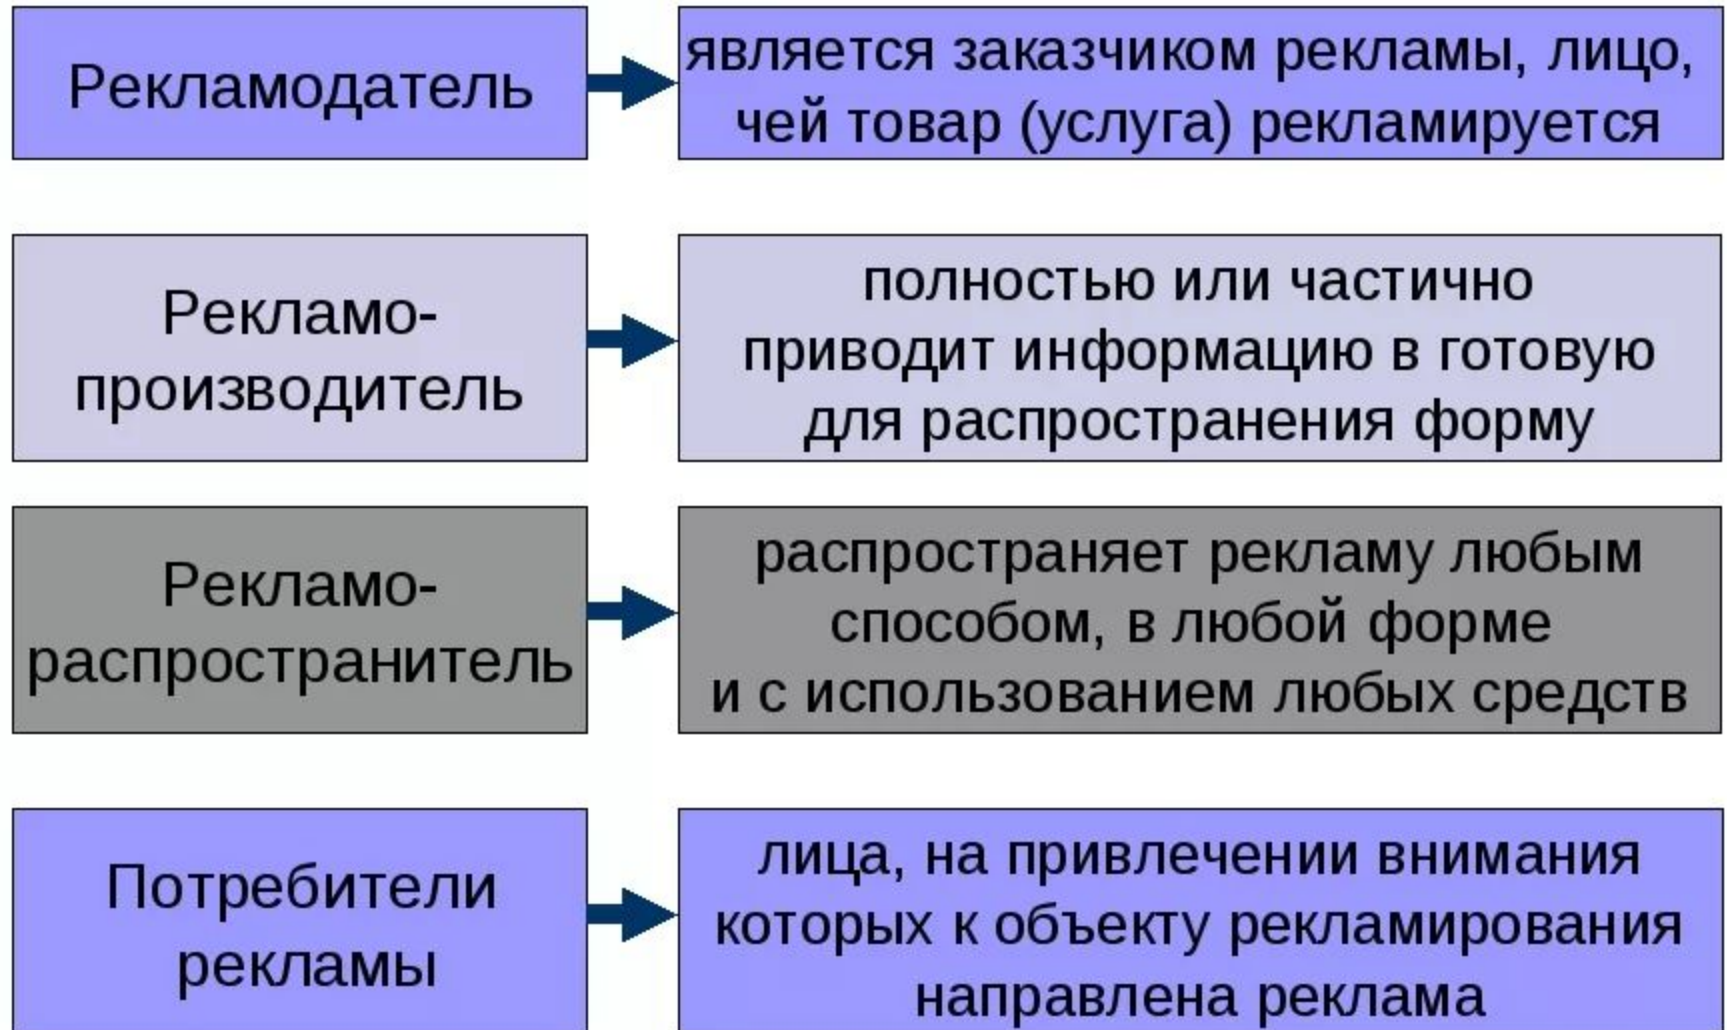 Рекламодатель
является заказчиком рекламы, лицо,
чей товар (услуга) рекламируется
Рекламо-
производитель
полностью или частично
приводит информацию в готовую
для распространения форму
Рекламо-
распространитель
распространяет рекламу любым
способом, в любой форме
и с использованием любых средств
Потребители
рекламы
лица, на привлечении внимания
которых к объекту рекламирования
направлена реклама